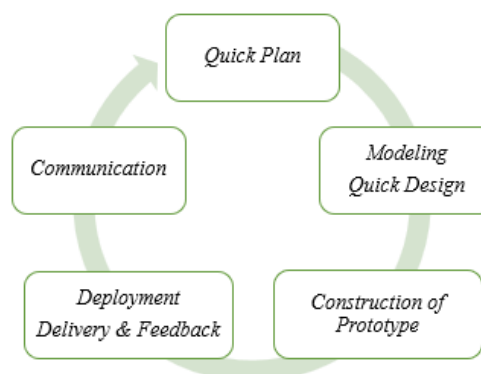 Quick Plan
Modeling
Quick Design
Construction of
Prototype
Deployment
Delivery & Feedback
Communication